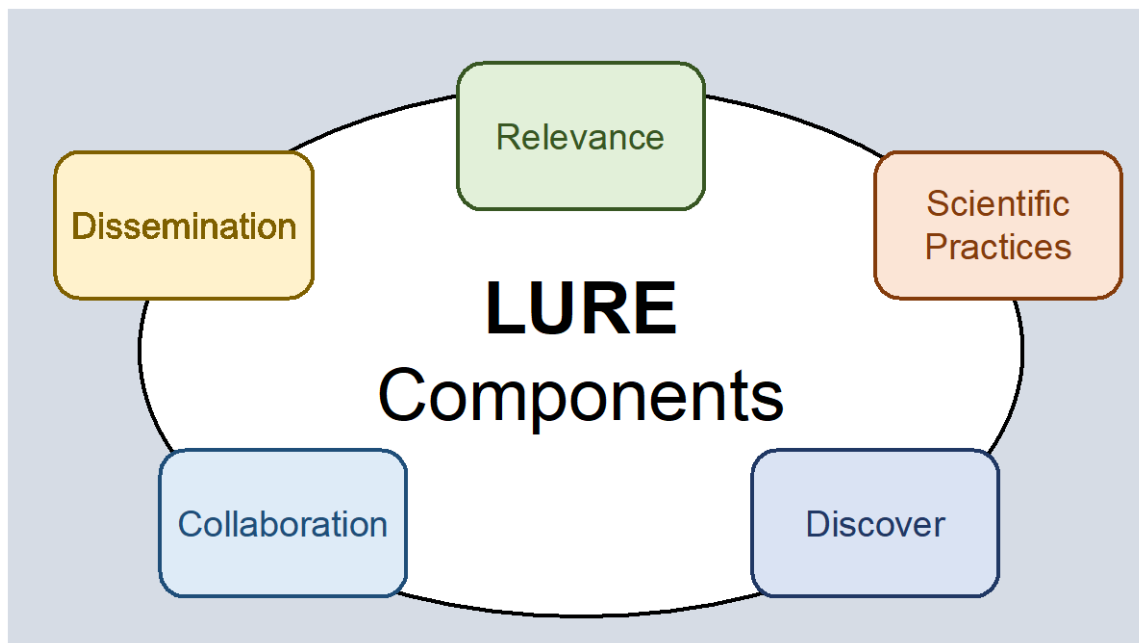 Relevance
Scientific
Practices
Dissemination
LURE
Components
Collaboration
Discover